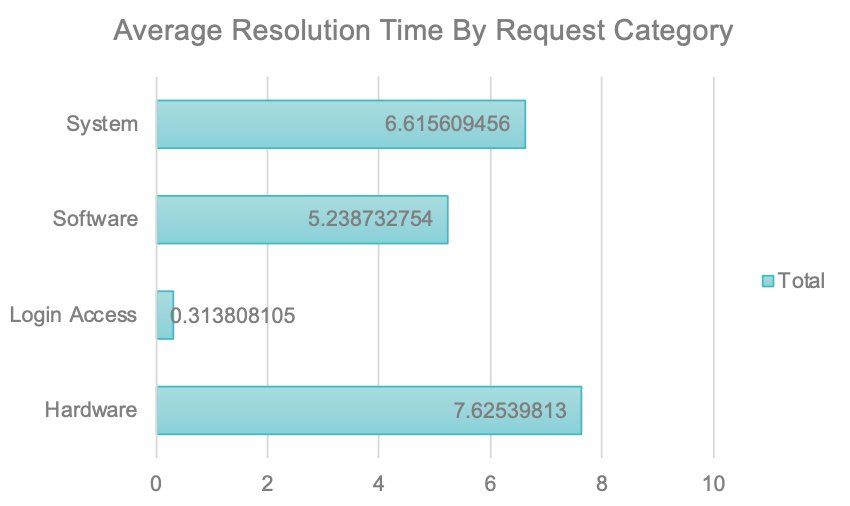 Average Resolution Time By Request Category
System
6.615609456
Software
5.238732754
Login Access
0.313808105
Hardware
7.62539813
Total
0 2 4 6 8 10